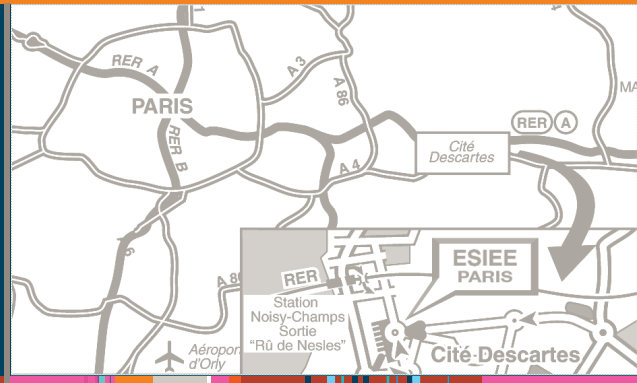 RER A
A 3
A 86
MA
PARIS
RER B
RER A
Cité
Descartes
A 4
ESIEE
PARIS
RER
Station
Noisy-Champs
Sortie
"Rû de Nesles"
Cité Descartes
Aéropor
d'Orly